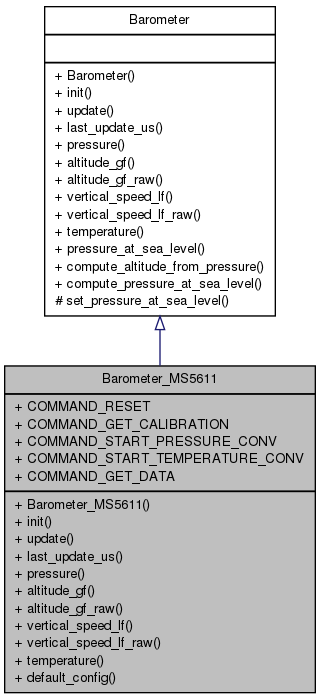 Barometer
+ Barometer()
+ init()
+ update()
+ last_update_us()
+ pressure()
+ altitude_gf()
+ altitude_gf_raw()
+ vertical_speed_lf()
+ vertical_speed_lf_raw()
+ temperature()
+ pressure_at_sea_level()
+ compute_altitude_from_pressure()
+ compute_pressure_at_sea_level()
# set_pressure_at_sea_level()
Barometer_MS5611
+ COMMAND_RESET
+ COMMAND_GET_CALIBRATION
+ COMMAND_START_PRESSURE_CONV
+ COMMAND_START_TEMPERATURE_CONV
+ COMMAND_GET_DATA
+ Barometer_MS5611()
+ init()
+ update()
+ last_update_us()
+ pressure()
+ altitude_gf()
+ altitude_gf_raw()
+ vertical_speed_lf()
+ vertical_speed_lf_raw()
+ temperature()
+ default_config()